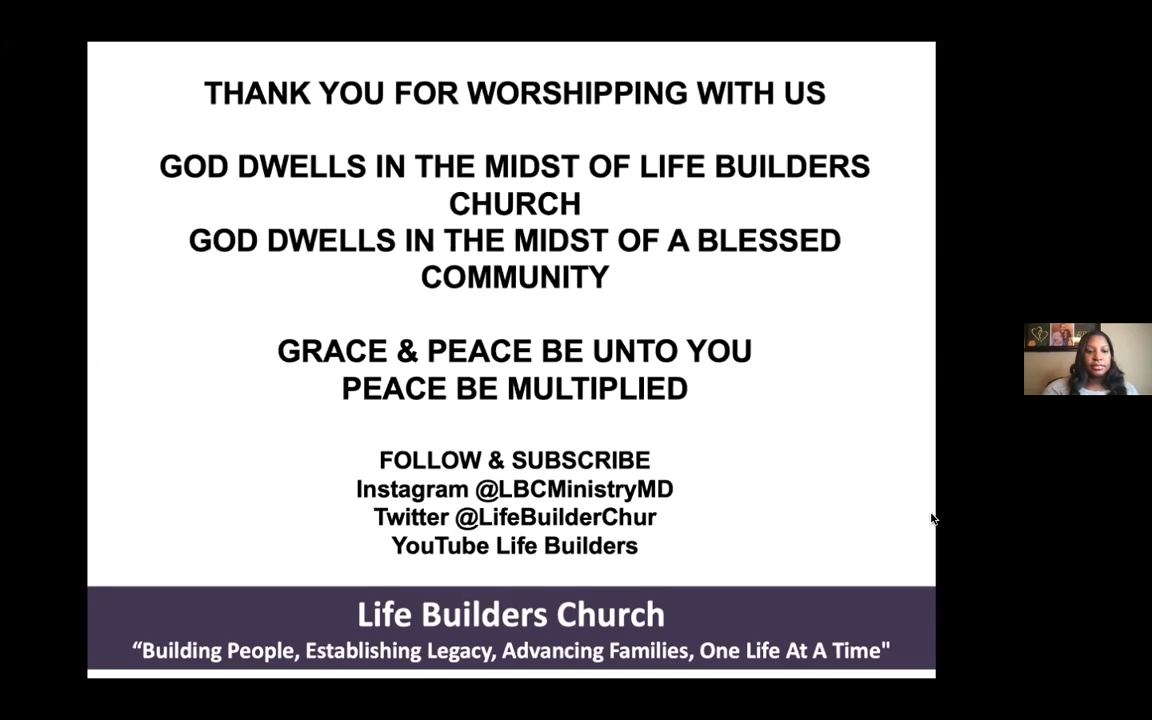 THANK YOU FOR WORSHIPPING WITH US
GOD DWELLS IN THE MIDST OF LIFE BUILDERS
CHURCH
GOD DWELLS IN THE MIDST OF A BLESSED
COMMUNITY
GRACE & PEACE BE UNTO YOU
PEACE BE MULTIPLIED
FOLLOW & SUBSCRIBE
Instagram @LBCMinistryMD
Twitter @LifeBuilderChur
YouTube Life Builders
Life Builders Church
“Building People, Establishing Legacy, Advancing Families, One Life At A Time"